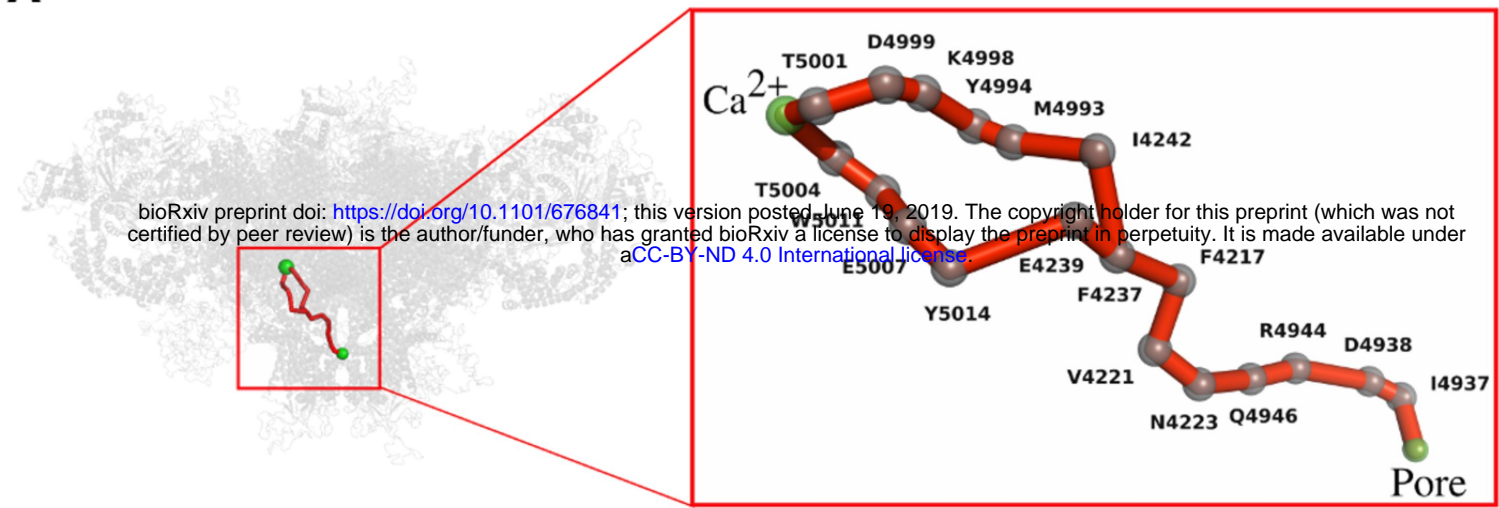 D4999
T5001
K4998
Ca2+
Y4994
M4993
I4242
T5004
bioRxiv preprint doi: https://doi.org/10.1101/676841; this version posted June 19, 2019. The copyright holder for this preprint (which was not
W5011
certified by peer review) is the author/funder, who has granted bioRxiv a license to display the preprint in perpetuity. It is made available under
aCC-BY-ND 4.0 International license.
E5007
E4239
F4217
F4237
Y5014
R4944
D4938
V4221
I4937
N4223
Q4946
Pore